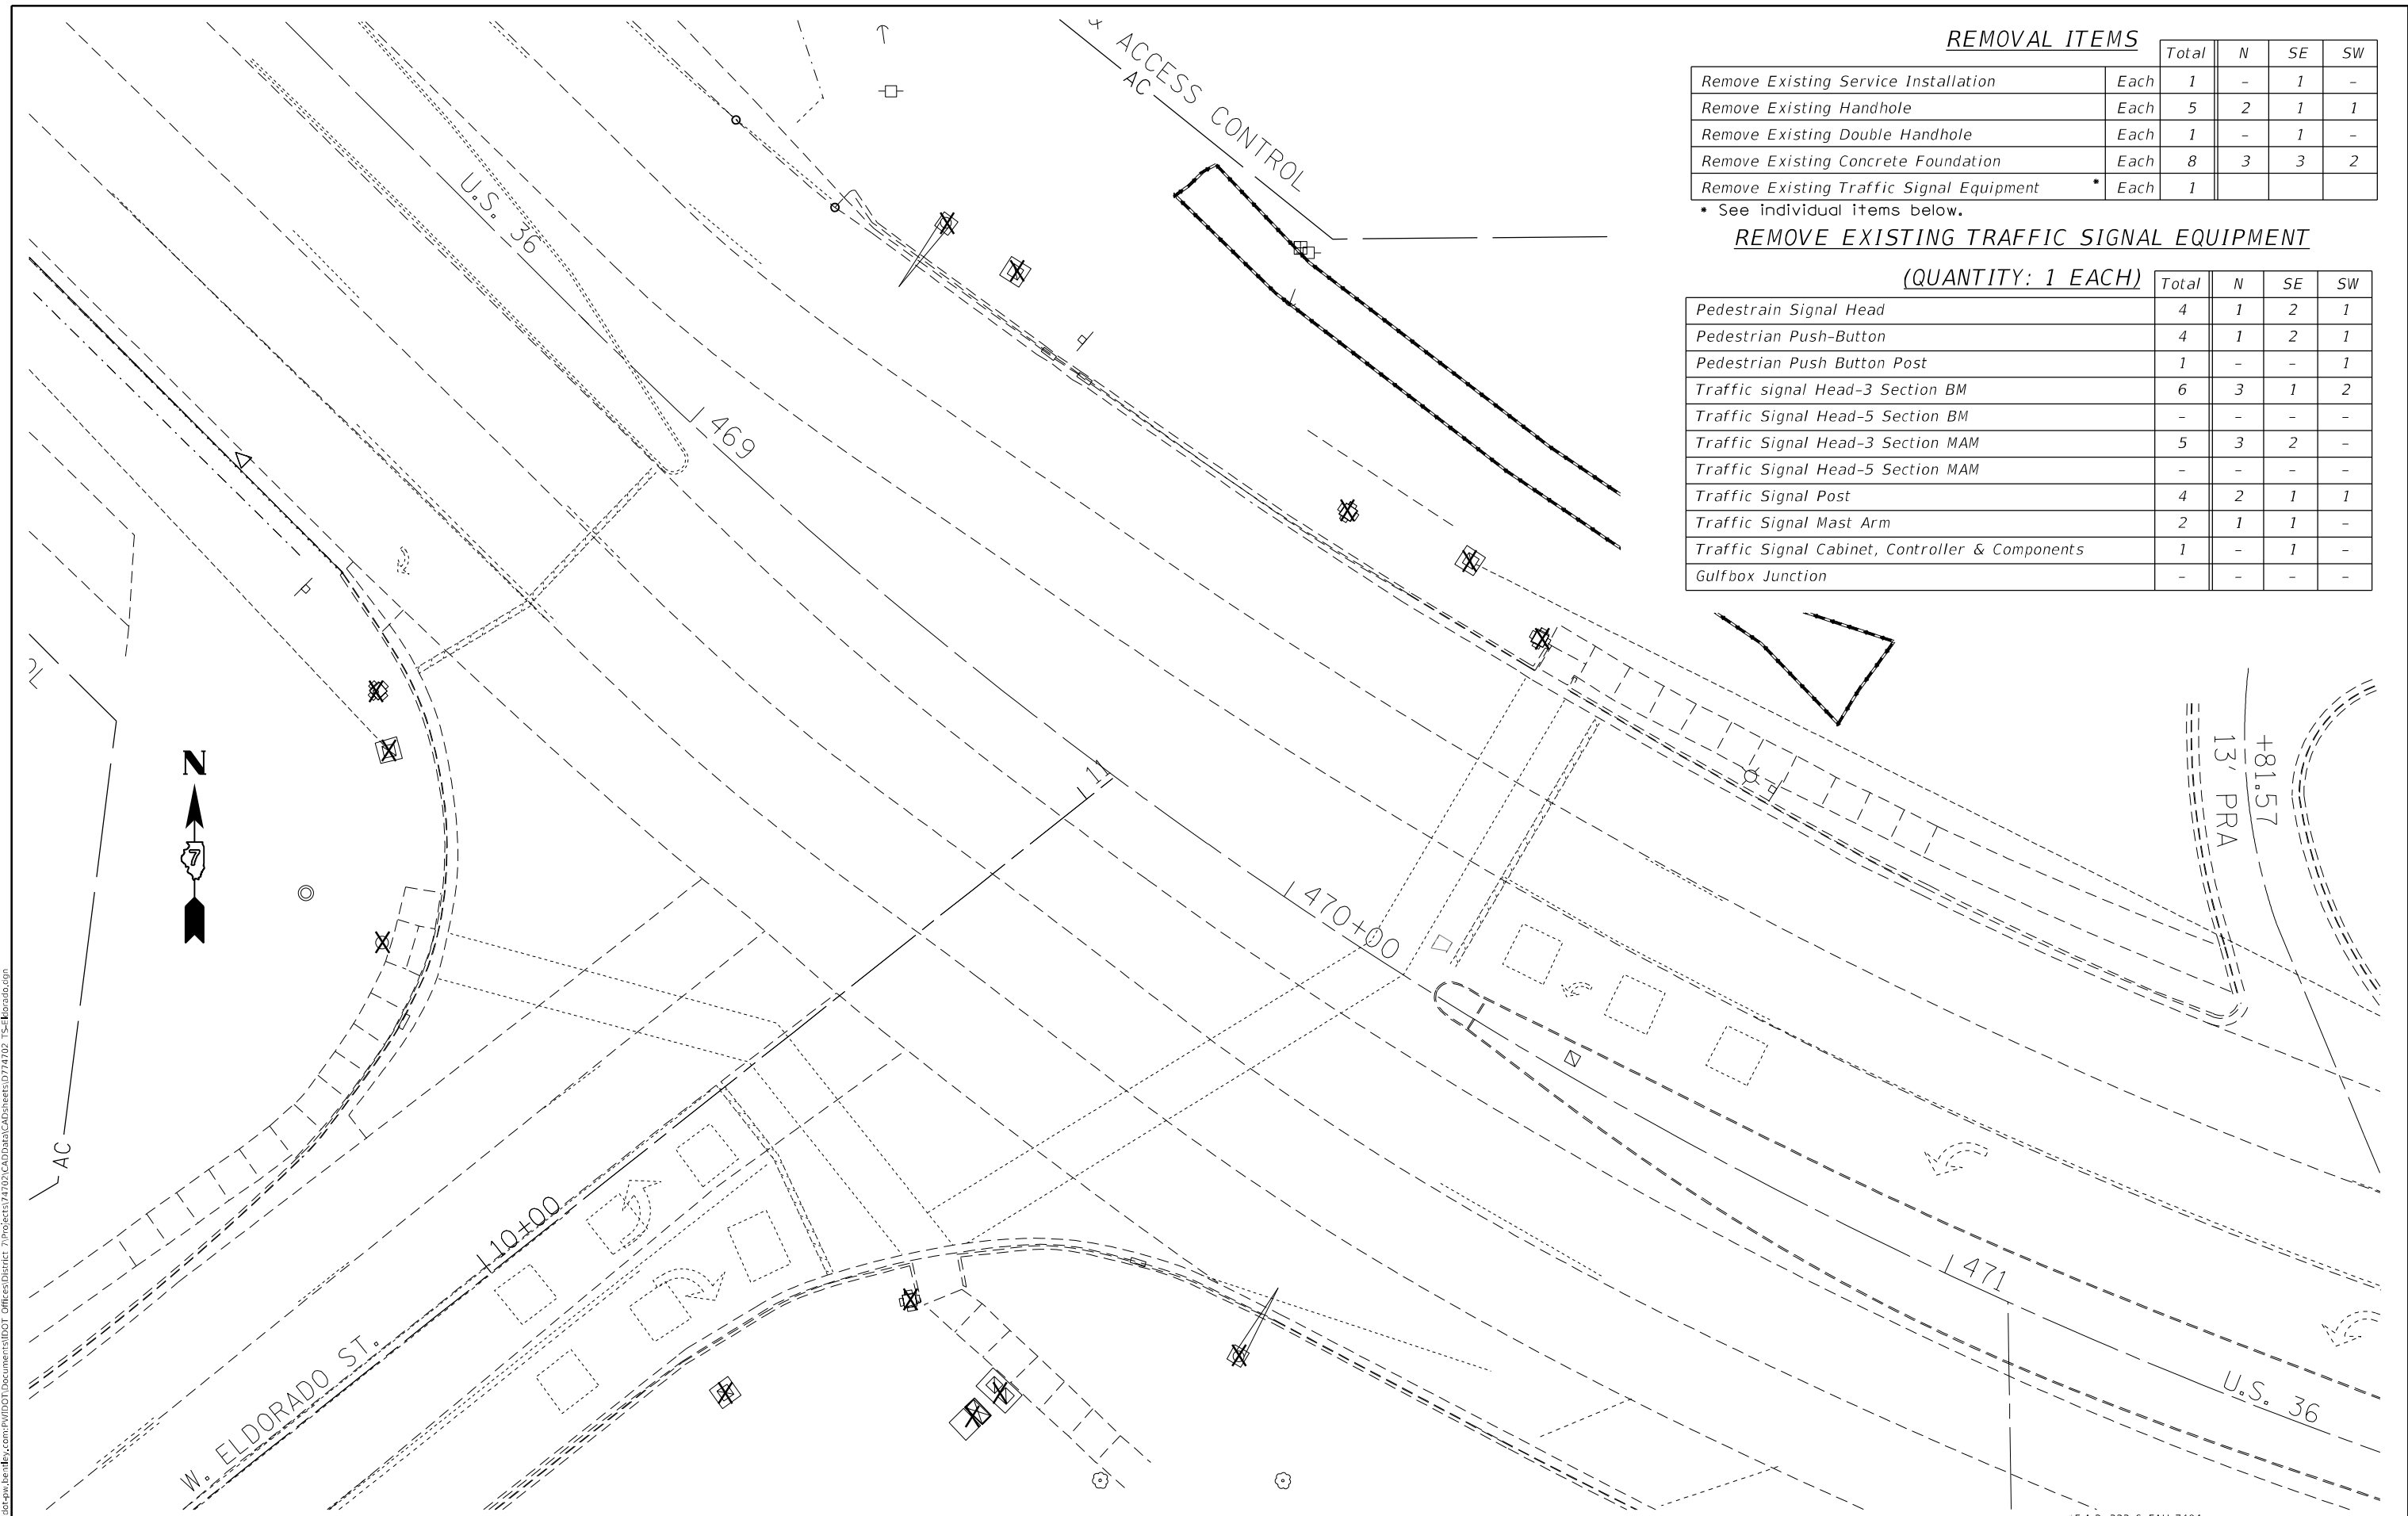 & ACCESS CONTROL
AC
REMOVAL ITEMS
Total N SE SW
Remove Existing Service Installation Each 1 - 1 -
Remove Existing Handhole Each 5 2 1 1
Remove Existing Double Handhole Each 1 - 1 -
Remove Existing Concrete Foundation Each 8 3 3 2
Remove Existing Traffic Signal Equipment * Each 1
* See individual items below.
REMOVE EXISTING TRAFFIC SIGNAL EQUIPMENT
(QUANTITY: 1 EACH) Total N SE SW
Pedestrain Signal Head 4 1 2 1
Pedestrian Push-Button 4 1 2 1
Pedestrian Push Button Post 1 - - 1
Traffic signal Head-3 Section BM 6 3 1 2
Traffic Signal Head-5 Section BM - - - -
Traffic Signal Head-3 Section MAM 5 3 2 -
Traffic Signal Head-5 Section MAM - - - -
Traffic Signal Post 4 2 1 1
Traffic Signal Mast Arm 2 1 1 -
Traffic Signal Cabinet, Controller & Components 1 - 1 -
Gulfbox Junction - - - -
U.S. 36
469
OL
N
7
11
+81.57
13' PRA
470+00
AC
10+00
471
U.S. 36
W. ELDORADO ST.